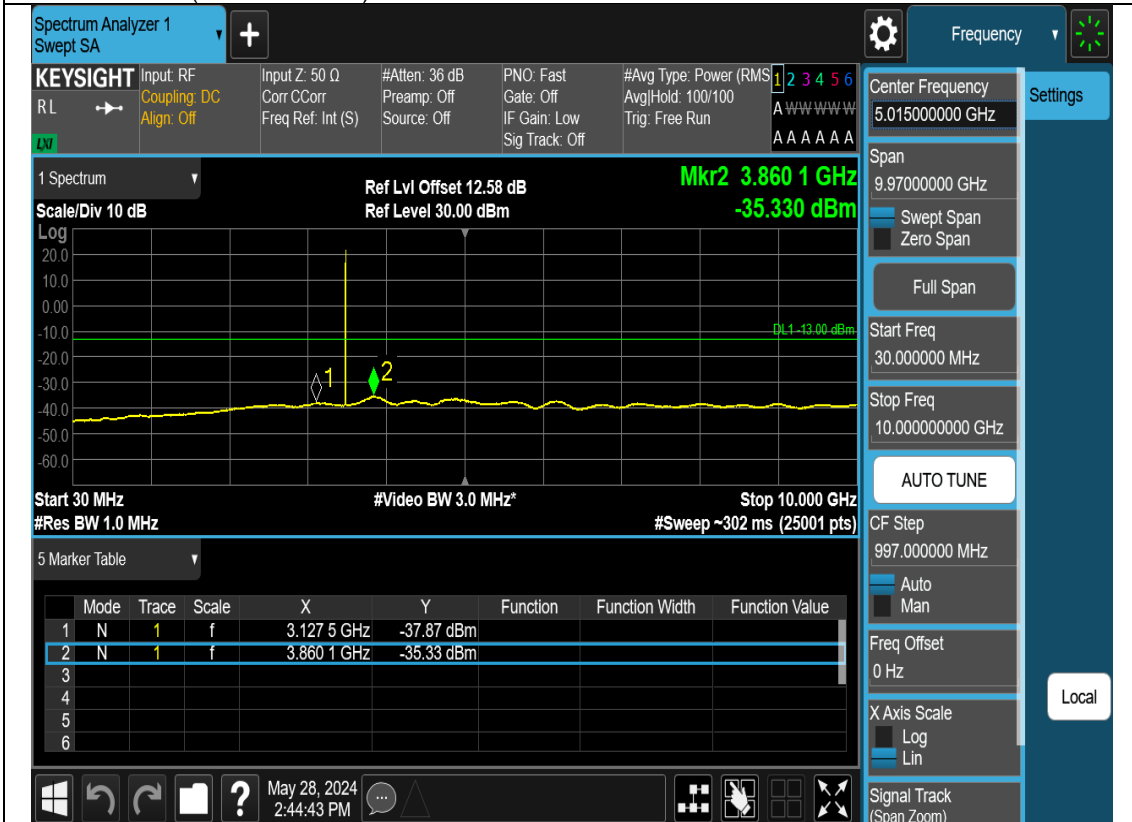 Spectrum Analyzer 1
Swept SA
+
Frequency
KEYSIGHT
RL
LXI
Input: RF
Coupling: DC
Align: Off
Input Z: 50 Ω
Corr CCorr
Freq Ref: Int (S)
#Atten: 36 dB
Preamp: Off
Source: Off
PNO: Fast
Gate: Off
IF Gain: Low
Sig Track: Off
#Avg Type: Power (RMS
Avg|Hold: 100/100
Trig: Free Run
1 2 3 4 5 6
A W W W W W
A A A A A A
1 Spectrum
Scale/Div 10 dB
Ref Lvl Offset 12.58 dB
Ref Level 30.00 dBm
Mkr2 3.860 1 GHz
-35.330 dBm
Log
20.0
10.0
0.00
-10.0
-20.0
-30.0
-40.0
-50.0
-60.0
DL1 -13.00 dBm
1
2
Start 30 MHz
#Video BW 3.0 MHz*
Stop 10.000 GHz
#Res BW 1.0 MHz
#Sweep ~302 ms (25001 pts)
5 Marker Table
Mode Trace Scale X Y Function Function Width Function Value
1 N 1 f 3.127 5 GHz -37.87 dBm
2 N 1 f 3.860 1 GHz -35.33 dBm
3
4
5
6
?
May 28, 2024
2:44:43 PM
Center Frequency
5.015000000 GHz
Settings
Span
9.97000000 GHz
Swept Span
Zero Span
Full Span
Start Freq
30.000000 MHz
Stop Freq
10.000000000 GHz
AUTO TUNE
CF Step
997.000000 MHz
Auto
Man
Freq Offset
0 Hz
Local
X Axis Scale
Log
Lin
Signal Track
(Span Zoom)